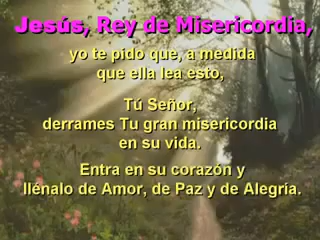 Jesús, Rey de Misericordia,
yo te pido que, a medida
que ella lea esto,
Tú Señor,
derrames Tu gran misericordia
en su vida.
Entra en su corazón y
llénalo de Amor, de Paz y de Alegría.